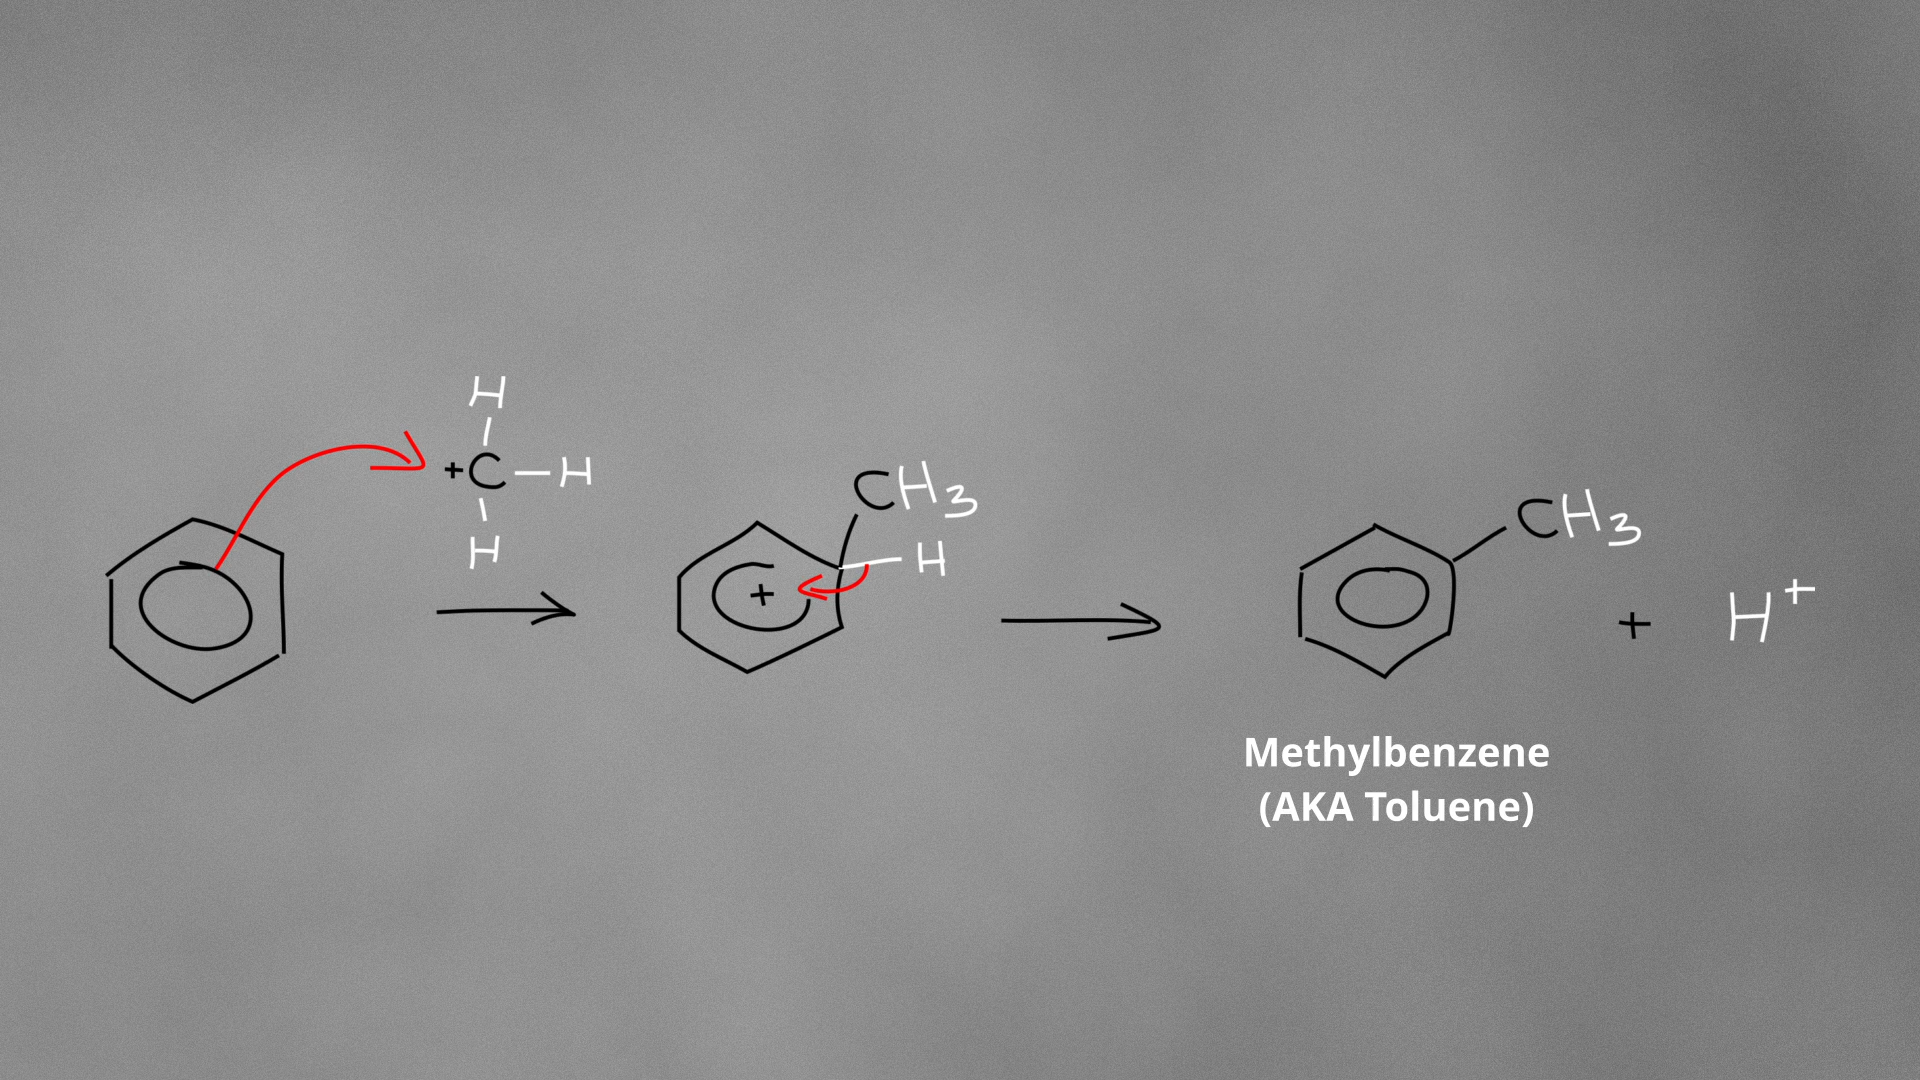 H
+C-H
H
+
CH3
H
CH3
+
H+
Methylbenzene
(AKA Toluene)